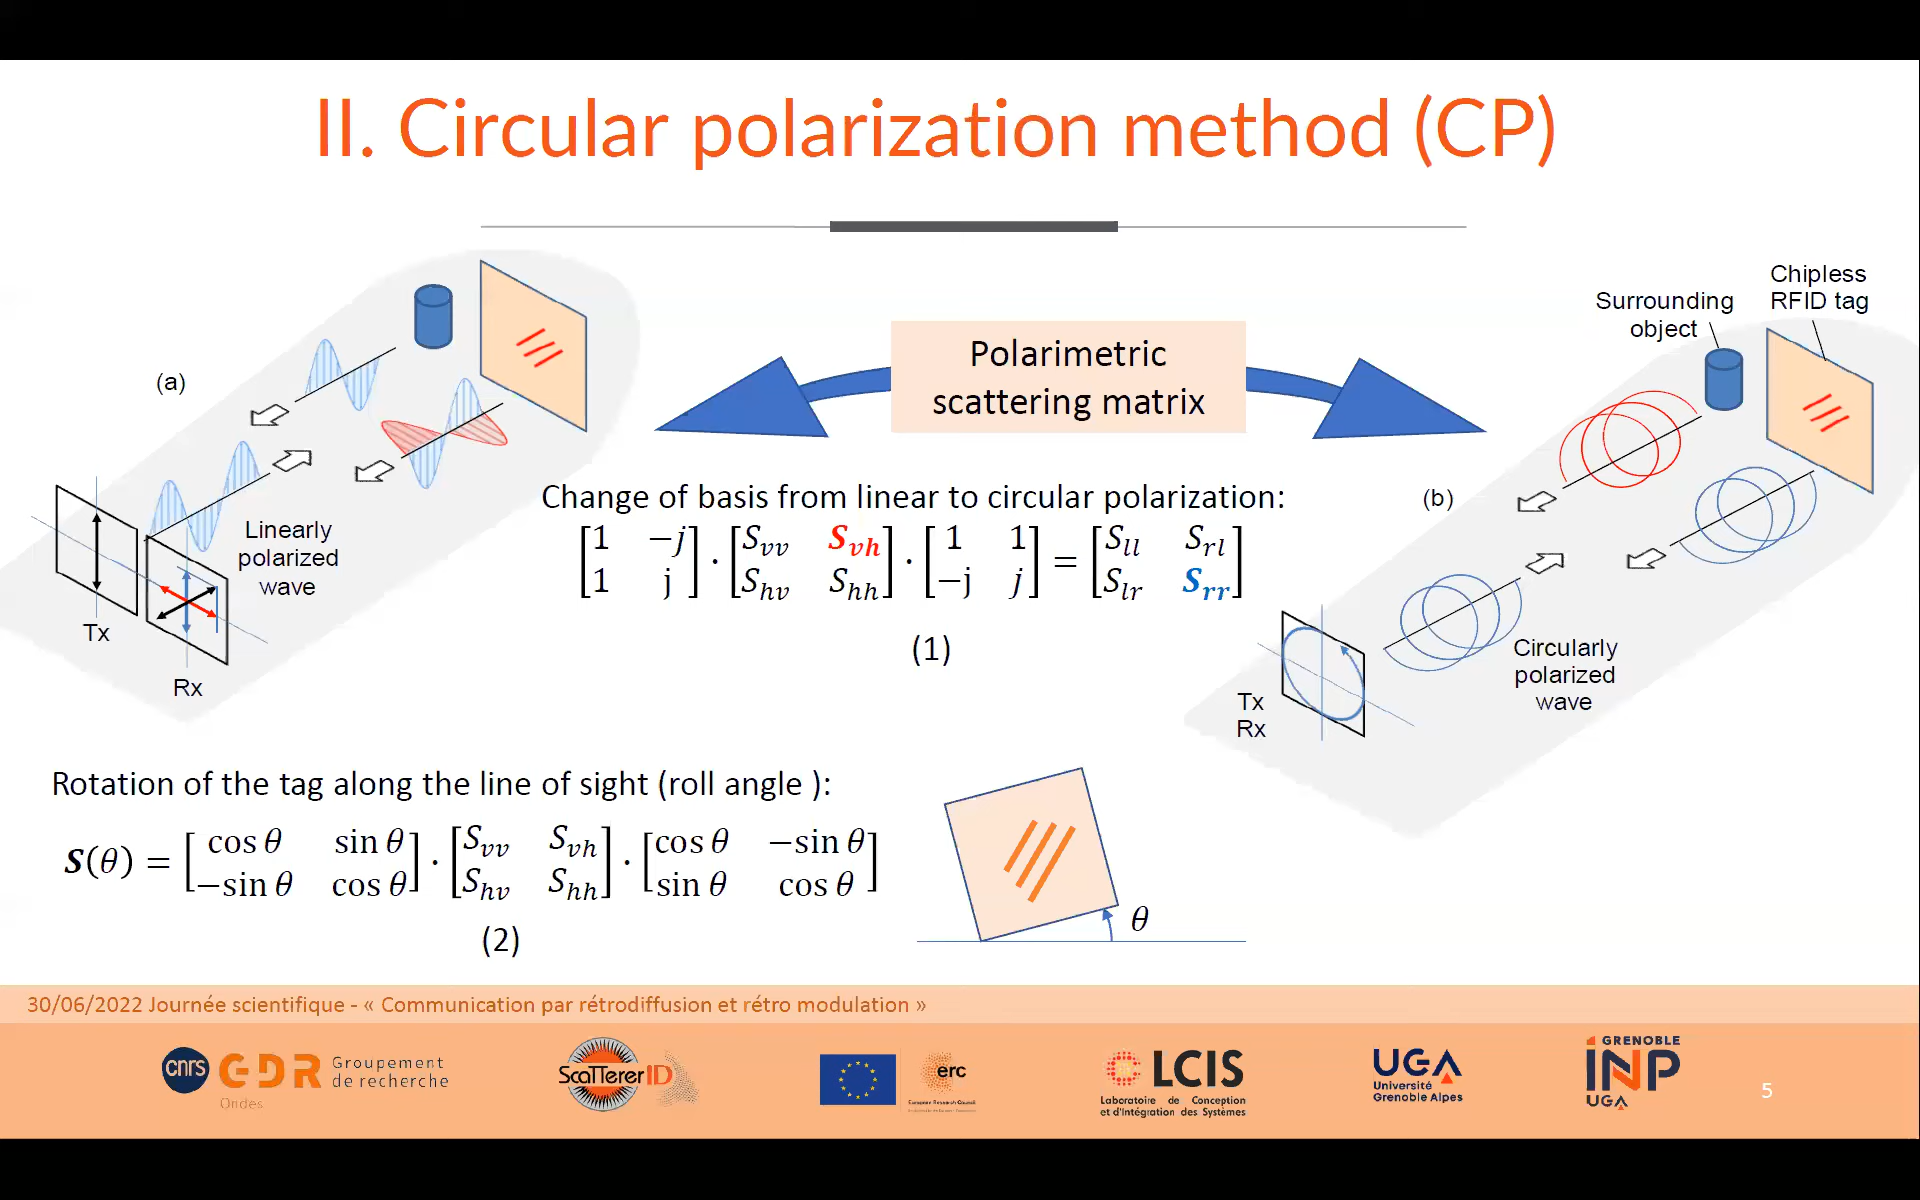 II. Circular polarization method (CP)
(a)
Linearly
polarized
wave
Tx
Rx
Polarimetric
scattering matrix
Surrounding
object
Chipless
RFID tag
(b)
Circularly
polarized
wave
Tx
Rx
Change of basis from linear to circular polarization:
[1 −j; 1 j] · [S_vv S_vh; S_hv S_hh] · [1 1; −j j] = [S_ll S_rl; S_lr S_rr]
(1)
Rotation of the tag along the line of sight (roll angle ):
S(θ) = [cos θ sin θ; −sin θ cos θ] · [S_vv S_vh; S_hv S_hh] · [cos θ −sin θ; sin θ cos θ]
(2)
θ
30/06/2022 Journée scientifique - « Communication par rétrodiffusion et rétro modulation »
cnrs
GDR
Groupement
de recherche
Ondes
ScaTTererID
erc
European Research Council
LCIS
Laboratoire de Conception
et d'Intégration des Systèmes
UGA
Université
Grenoble Alpes
GRENOBLE
INP
UGA
5